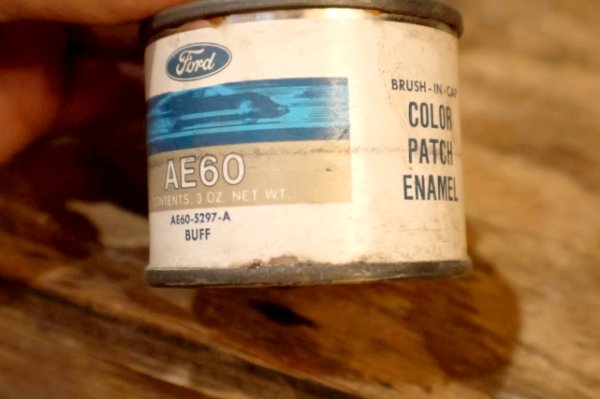 Ford
AE60
CONTENTS. 3 OZ. NET WT.
AE60-5297-A
BUFF
BRUSH-IN-CAP
COLOR
PATCH
ENAMEL